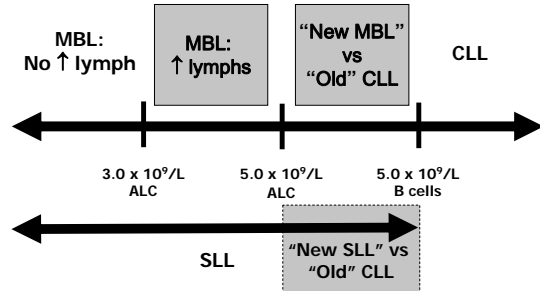 MBL:
No ↑ lymph
MBL:
↑ lymphs
“New MBL”
vs
“Old” CLL
CLL
3.0 x 10⁹/L
ALC
5.0 x 10⁹/L
ALC
5.0 x 10⁹/L
B cells
SLL
“New SLL” vs
“Old” CLL